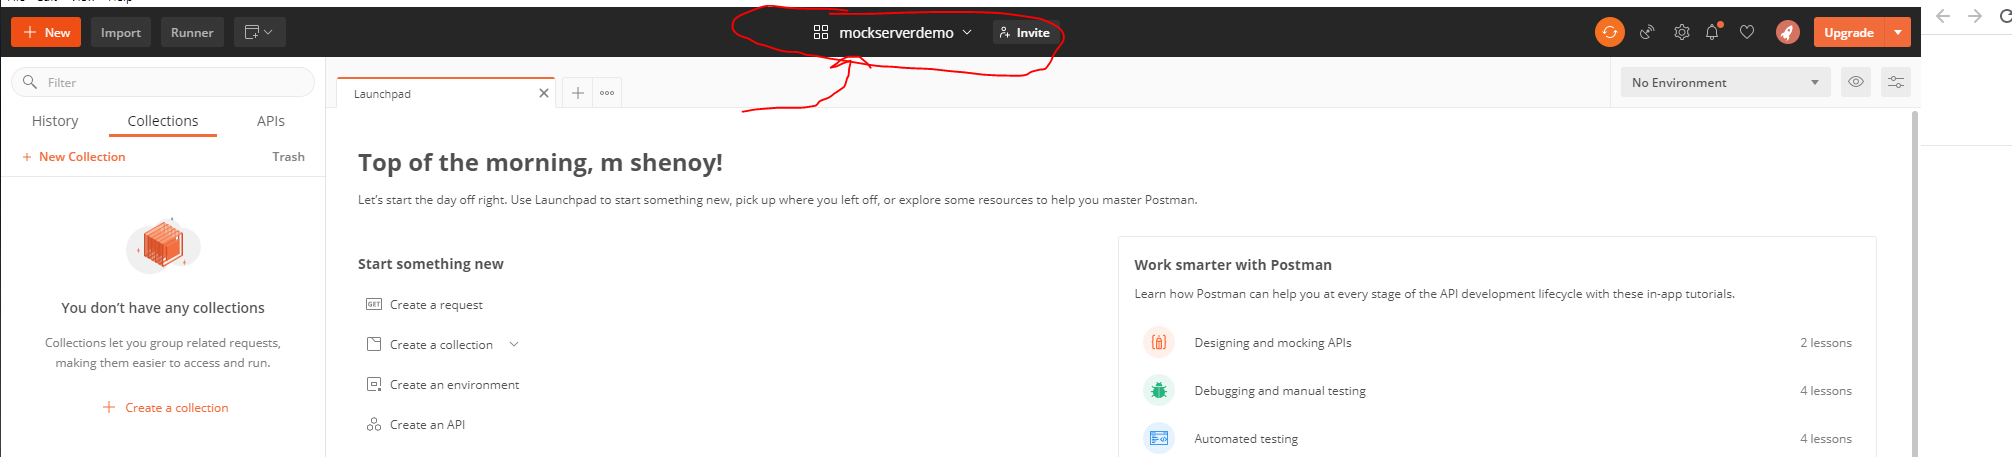 New Import Runner mockserverdemo Invite Upgrade
Filter
Launchpad
No Environment
History Collections APIs
New Collection Trash
Top of the morning, m shenoy!
Let's start the day off right. Use Launchpad to start something new, pick up where you left off, or explore some resources to help you master Postman.
You don't have any collections
Collections let you group related requests,
making them easier to access and run.
Create a collection
Start something new
GET Create a request
Create a collection
Create an environment
Create an API
Work smarter with Postman
Learn how Postman can help you at every stage of the API development lifecycle with these in-app tutorials.
Designing and mocking APIs 2 lessons
Debugging and manual testing 4 lessons
Automated testing 4 lessons